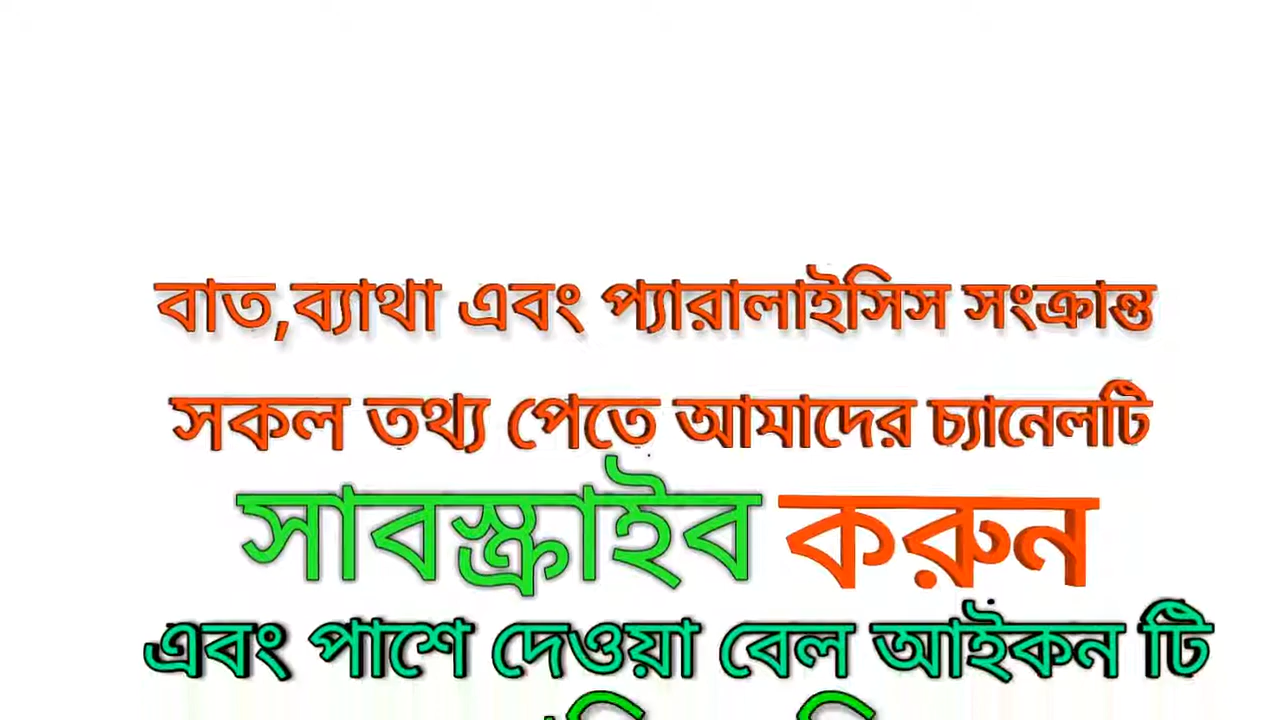 বাত,ব্যাথা এবং প্যারালাইসিস সংক্রান্ত
সকল তথ্য পেতে আমাদের চ্যানেলটি
সাবস্ক্রাইব করুন
এবং পাশে দেওয়া বেল আইকন টি